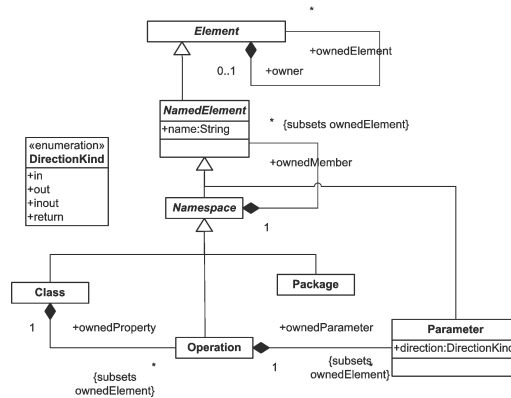 *
Element
+ownedElement
0..1
+owner
NamedElement
+name:String
* {subsets ownedElement}
«enumeration»
DirectionKind
+in
+out
inout
+return
+ownedMember
Namespace
1
Class
Package
1
+ownedProperty
+ownedParameter
Operation
Parameter
+direction:DirectionKind
*
{subsets
ownedElement}
1
{subsets
*
ownedElement}